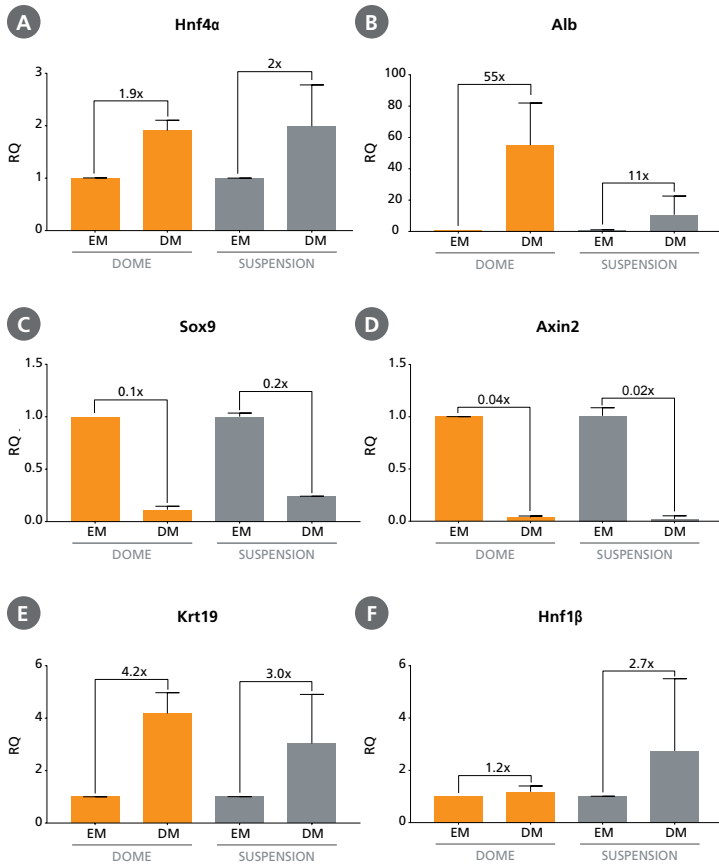 A
Hnf4α
RQ
3
2
1
0
1.9x
2x
EM DM EM DM
DOME SUSPENSION
B
Alb
RQ
100
80
60
40
20
0
55x
11x
EM DM EM DM
DOME SUSPENSION
C
Sox9
RQ
1.5
1.0
0.5
0.0
0.1x
0.2x
EM DM EM DM
DOME SUSPENSION
D
Axin2
RQ
1.5
1.0
0.5
0.0
0.04x
0.02x
EM DM EM DM
DOME SUSPENSION
E
Krt19
RQ
6
4
2
0
4.2x
3.0x
EM DM EM DM
DOME SUSPENSION
F
Hnf1β
RQ
6
4
2
0
1.2x
2.7x
EM DM EM DM
DOME SUSPENSION